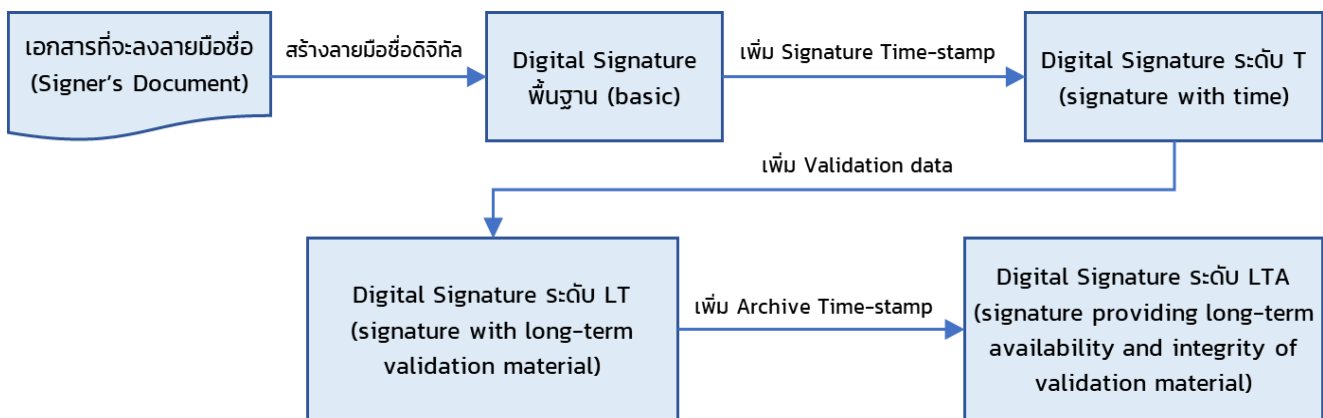 เอกสารที่จะลงลายมือชื่อ
(Signer’s Document)
สร้างลายมือชื่อดิจิทัล
Digital Signature
พื้นฐาน (basic)
เพิ่ม Signature Time-stamp
Digital Signature ระดับ T
(signature with time)
เพิ่ม Validation data
Digital Signature ระดับ LT
(signature with long-term
validation material)
เพิ่ม Archive Time-stamp
Digital Signature ระดับ LTA
(signature providing long-term
availability and integrity of
validation material)